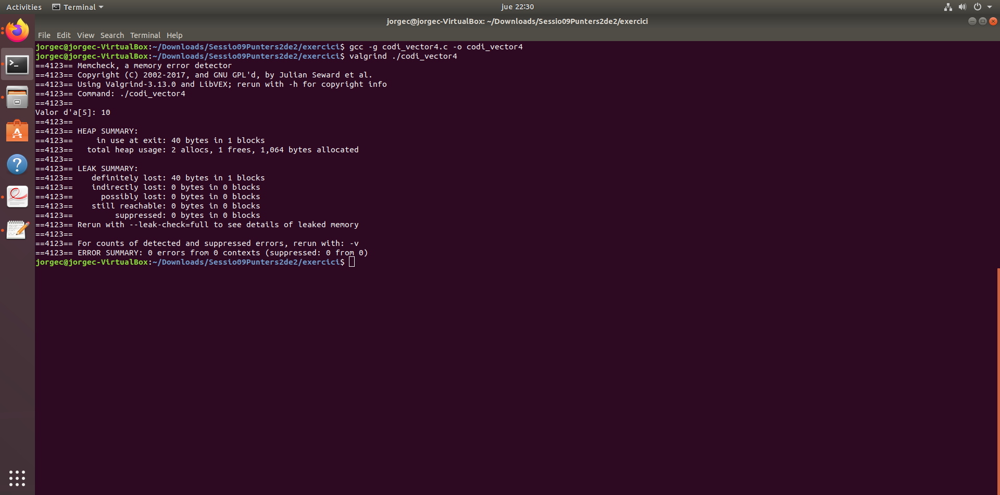 Activities Terminal jue 22:30
jorgec@jorgec-VirtualBox: ~/Downloads/Sessio09Punters2de2/exercici
File Edit View Search Terminal Help
jorgec@jorgec-VirtualBox:~/Downloads/Sessio09Punters2de2/exercici$ gcc -g codi_vector4.c -o codi_vector4
jorgec@jorgec-VirtualBox:~/Downloads/Sessio09Punters2de2/exercici$ valgrind ./codi_vector4
==4123== Memcheck, a memory error detector
==4123== Copyright (C) 2002-2017, and GNU GPL'd, by Julian Seward et al.
==4123== Using Valgrind-3.13.0 and LibVEX; rerun with -h for copyright info
==4123== Command: ./codi_vector4
==4123==
Valor d'a[5]: 10
==4123==
==4123== HEAP SUMMARY:
==4123==     in use at exit: 40 bytes in 1 blocks
==4123==   total heap usage: 2 allocs, 1 frees, 1,064 bytes allocated
==4123==
==4123== LEAK SUMMARY:
==4123==    definitely lost: 40 bytes in 1 blocks
==4123==    indirectly lost: 0 bytes in 0 blocks
==4123==      possibly lost: 0 bytes in 0 blocks
==4123==    still reachable: 0 bytes in 0 blocks
==4123==         suppressed: 0 bytes in 0 blocks
==4123== Rerun with --leak-check=full to see details of leaked memory
==4123==
==4123== For counts of detected and suppressed errors, rerun with: -v
==4123== ERROR SUMMARY: 0 errors from 0 contexts (suppressed: 0 from 0)
jorgec@jorgec-VirtualBox:~/Downloads/Sessio09Punters2de2/exercici$